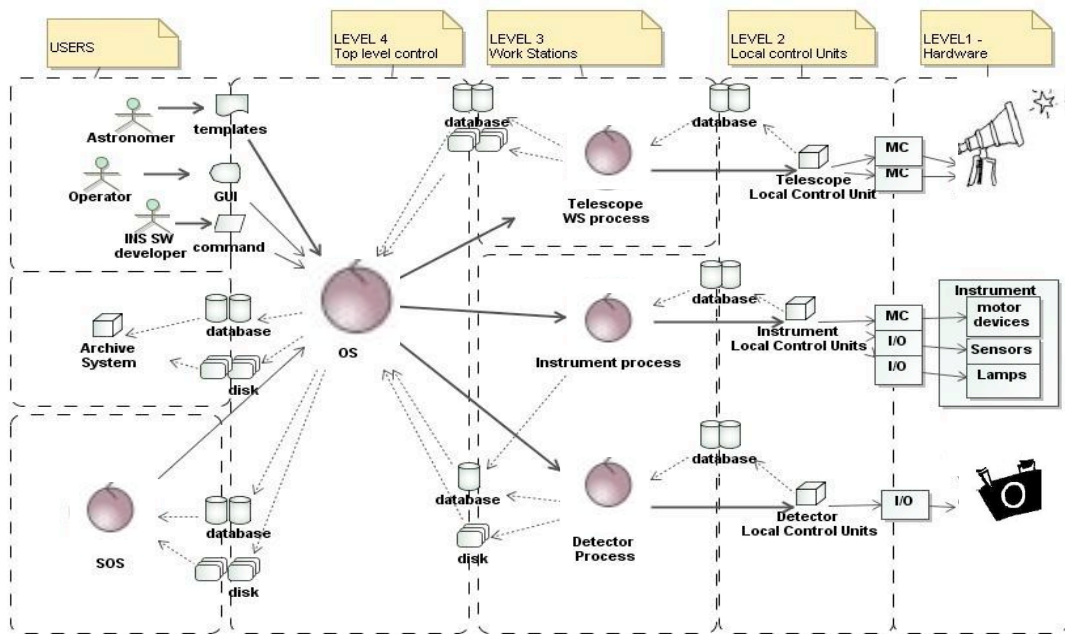 USERS
LEVEL 4
Top level control
LEVEL 3
Work Stations
LEVEL 2
Local control Units
LEVEL1 -
Hardware
Astronomer
templates
Operator
GUI
INS SW
developer
command
database
Telescope
WS process
database
Telescope
Local Control Unit
MC
MC
Archive
System
database
disk
OS
Instrument process
database
Instrument
Local Control Units
MC
I/O
I/O
Instrument
motor
devices
Sensors
Lamps
SOS
database
disk
database
disk
Detector
Process
database
Detector
Local Control Units
I/O